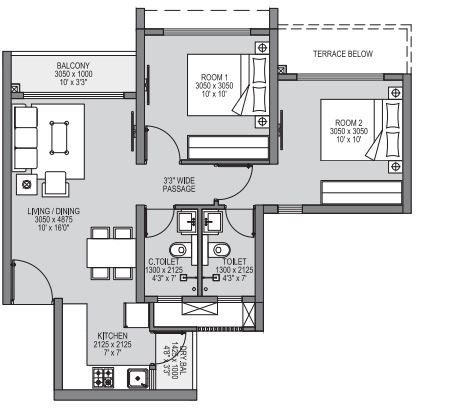 TERRACE BELOW
BALCONY
3050 x 1000
10' x 3'3"
ROOM 1
3050 x 3050
10' x 10'
ROOM 2
3050 x 3050
10' x 10'
3'3" WIDE
PASSAGE
LIVING / DINING
3050 x 4875
10' x 16'0"
C.TOILET
1300 x 2125
4'3" x 7'
TOILET
1300 x 2125
4'3" x 7'
KITCHEN
2125 x 2125
7' x 7'
DRY BAL
1425 x 1000
4'8" x 3'3"